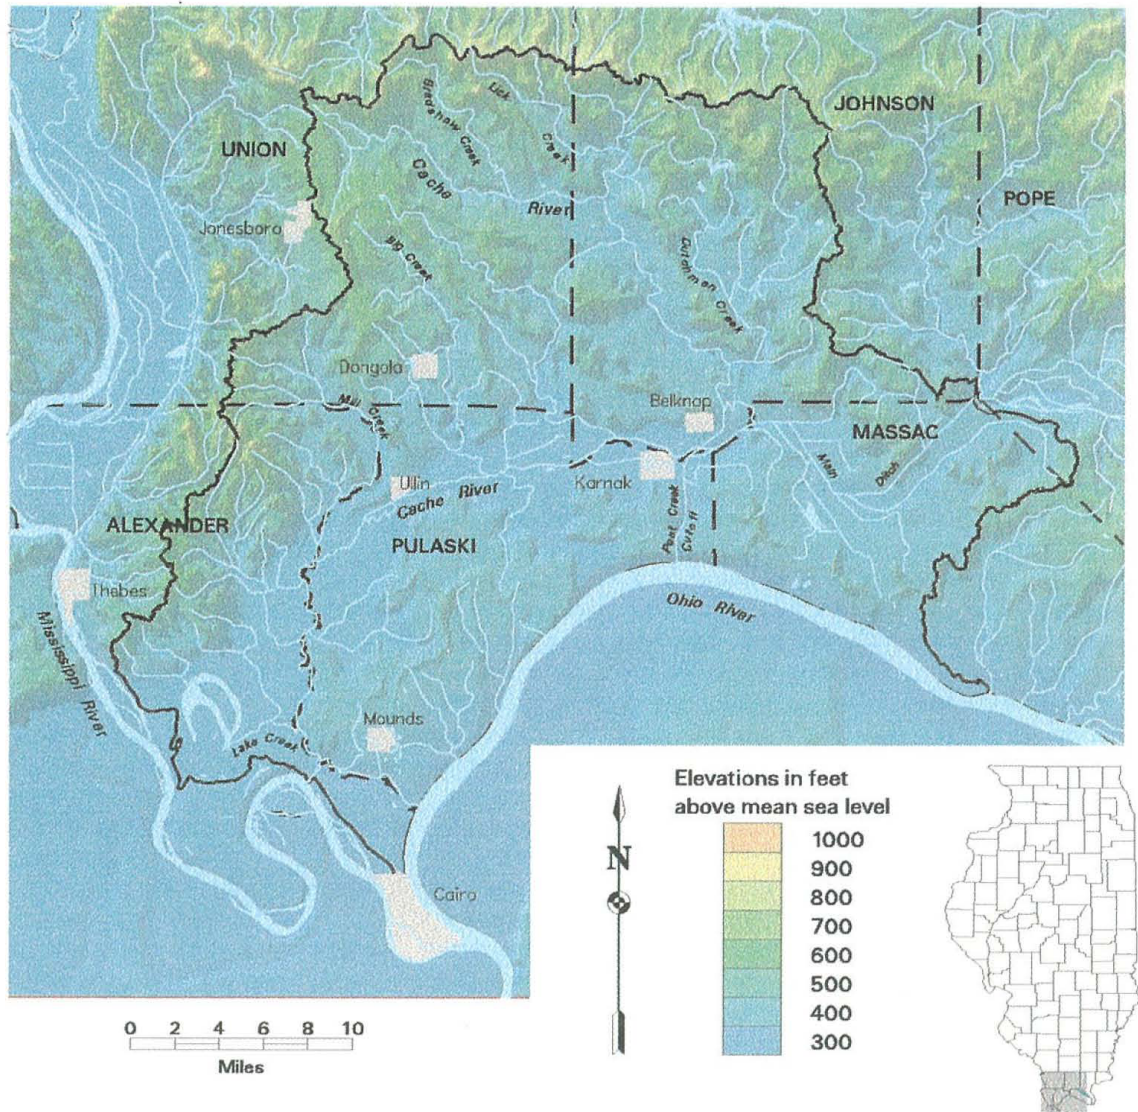 JOHNSON
UNION
POPE
Bradshaw Creek
Lick
Creek
Cache
River
Jonesboro
Big Creek
Cutahmen Creek
Dongola
Mill Creek
Belknap
MASSAC
Main
Ditch
Ullin
Cache River
Karnak
Post Creek
Cutoff
ALEXANDER
PULASKI
Thebes
Mississippi River
Ohio River
Mounds
Lake Creek
Cairo
N
Elevations in feet
above mean sea level
1000
900
800
700
600
500
400
300
0 2 4 6 8 10
Miles